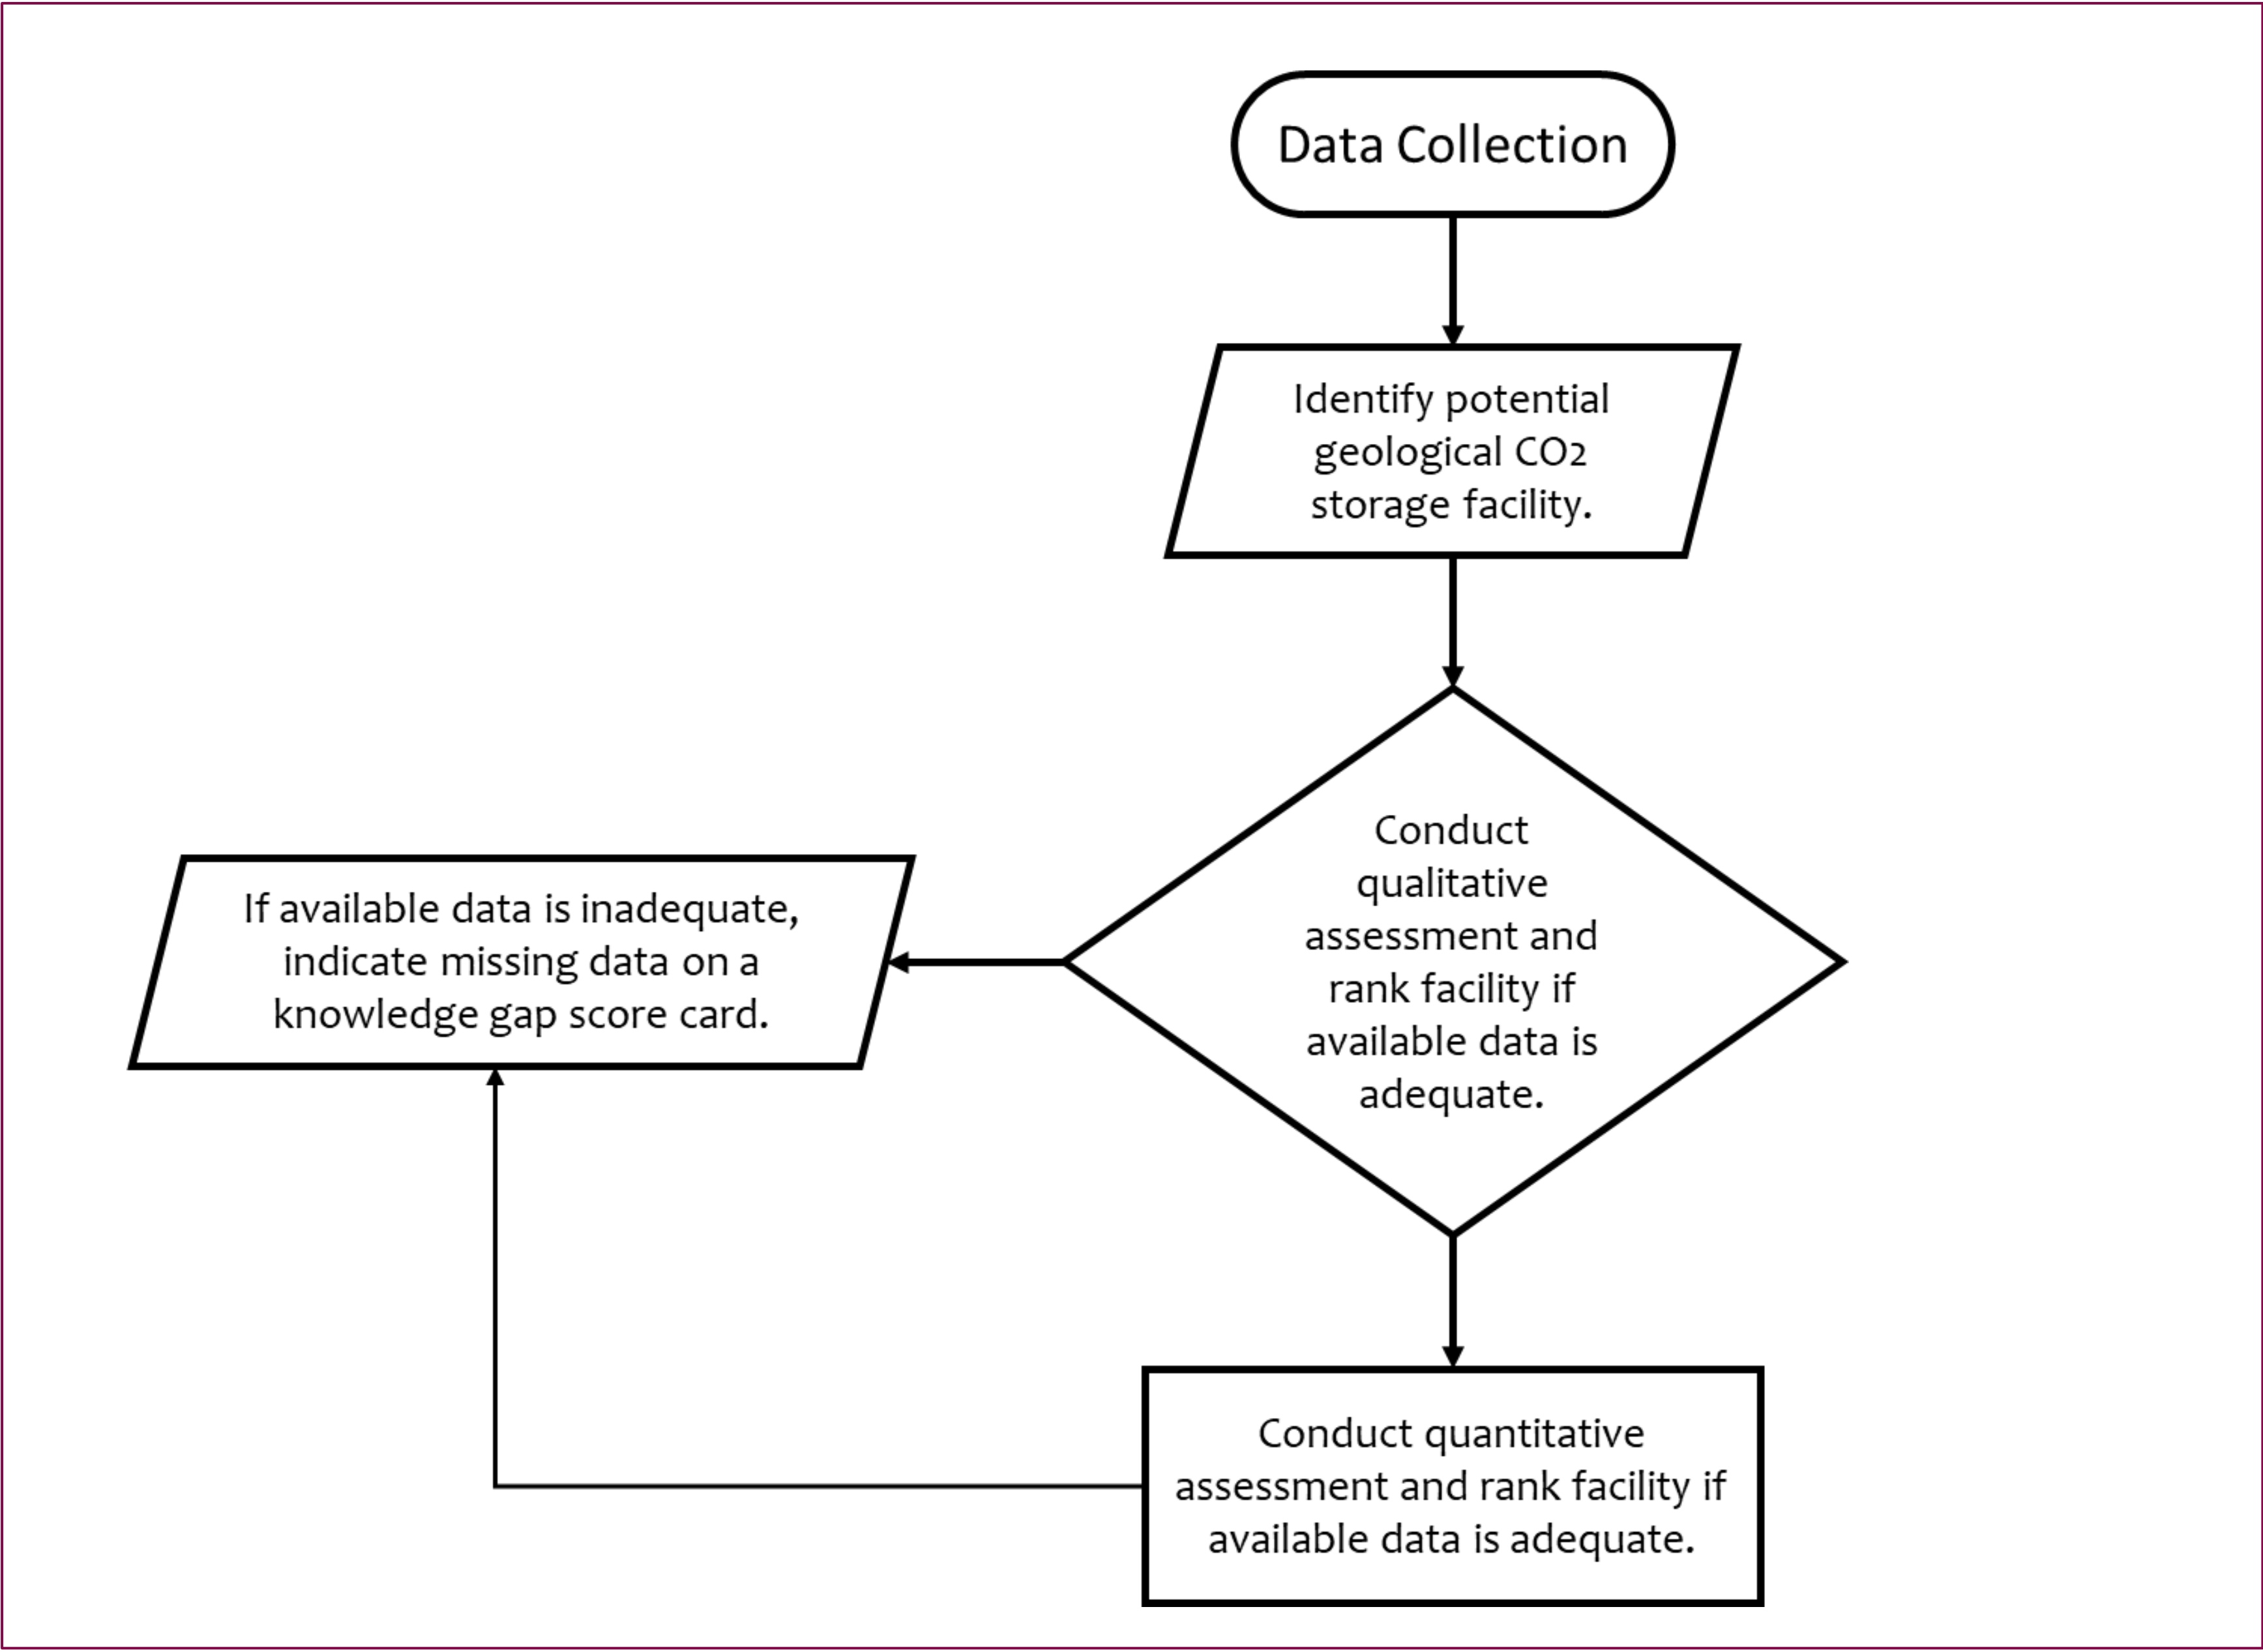 Data Collection
Identify potential
geological CO2
storage facility.
Conduct
qualitative
assessment and
rank facility if
available data is
adequate.
If available data is inadequate,
indicate missing data on a
knowledge gap score card.
Conduct quantitative
assessment and rank facility if
available data is adequate.